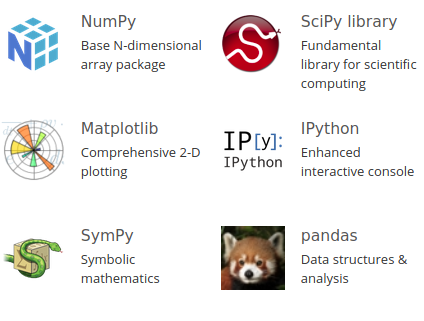 NumPy
Base N-dimensional
array package
SciPy library
Fundamental
library for scientific
computing
Matplotlib
Comprehensive 2-D
plotting
IP[y]:
IPython
IPython
Enhanced
interactive console
SymPy
Symbolic
mathematics
pandas
Data structures &
analysis